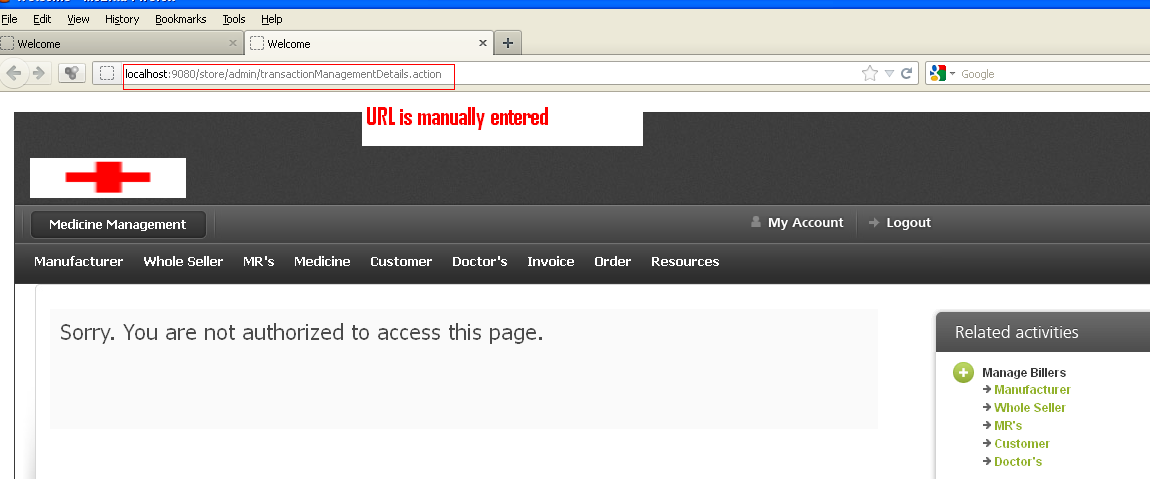 File Edit View History Bookmarks Tools Help
Welcome Welcome
localhost:9080/store/admin/transactionManagementDetails.action Google
URL is manually entered
Medicine Management My Account Logout
Manufacturer Whole Seller MR's Medicine Customer Doctor's Invoice Order Resources
Sorry. You are not authorized to access this page.
Related activities
Manage Billers
Manufacturer
Whole Seller
MR's
Customer
Doctor's